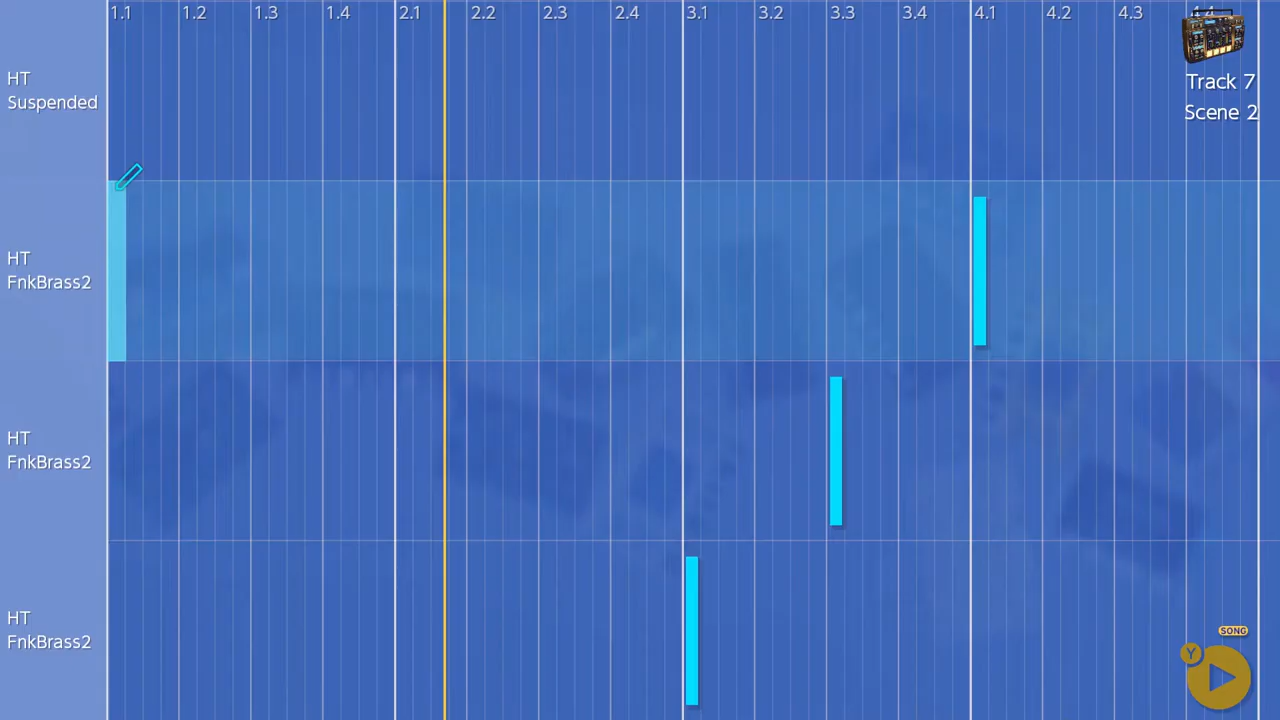 1.1 1.2 1.3 1.4 2.1 2.2 2.3 2.4 3.1 3.2 3.3 3.4 4.1 4.2 4.3 4.4
HT
Suspended
Track 7
Scene 2
HT
FnkBrass2
HT
FnkBrass2
HT
FnkBrass2
SONG
Y